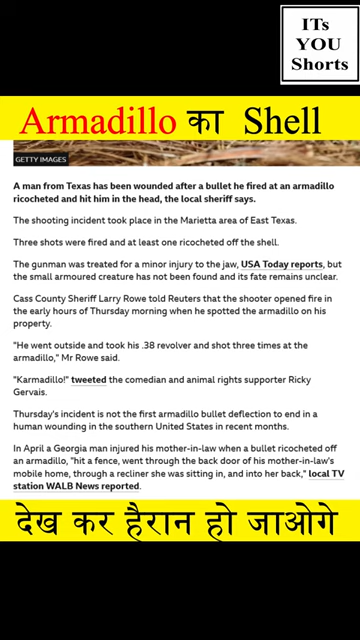 ITs
YOU
Shorts
Armadillo का Shell
GETTY IMAGES
A man from Texas has been wounded after a bullet he fired at an armadillo
ricocheted and hit him in the head, the local sheriff says.
The shooting incident took place in the Marietta area of East Texas.
Three shots were fired and at least one ricocheted off the shell.
The gunman was treated for a minor injury to the jaw, USA Today reports, but
the small armoured creature has not been found and its fate remains unclear.
Cass County Sheriff Larry Rowe told Reuters that the shooter opened fire in
the early hours of Thursday morning when he spotted the armadillo on his
property.
"He went outside and took his .38 revolver and shot three times at the
armadillo," Mr Rowe said.
"Karmadillo!" tweeted the comedian and animal rights supporter Ricky
Gervais.
Thursday's incident is not the first armadillo bullet deflection to end in a
human wounding in the southern United States in recent months.
In April a Georgia man injured his mother-in-law when a bullet ricocheted off
an armadillo, "hit a fence, went through the back door of his mother-in-law's
mobile home, through a recliner she was sitting in, and into her back," local TV
station WALB News reported.
देख कर हैरान हो जाओगे